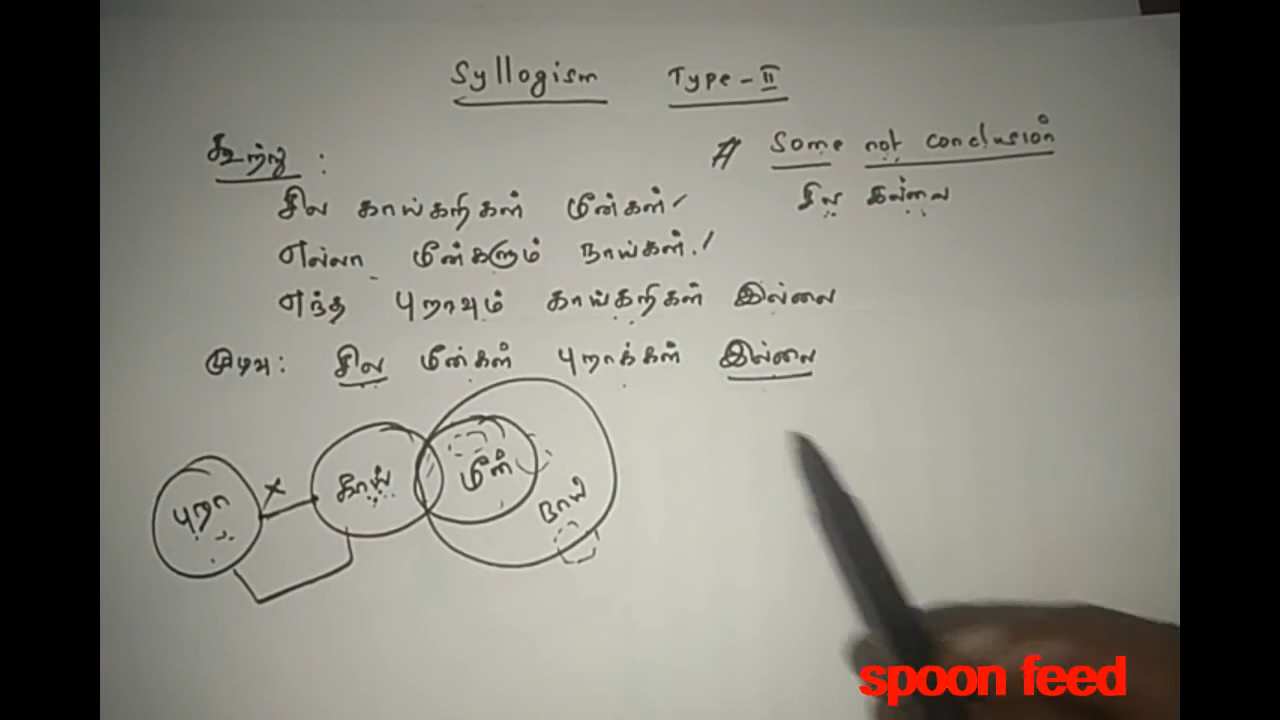 Syllogism Type-II
கூற்று :
# Some not conclusion
சில இல்லை
சில காய்கறிகள் மீன்கள்
எல்லா மீன்களும் நாய்கள்.
எந்த புறாவும் காய்கறிகள் இல்லை
முடிவு: சில மீன்கள் புறாக்கள் இல்லை
புறா × காய் மீன் நாய்
spoon feed